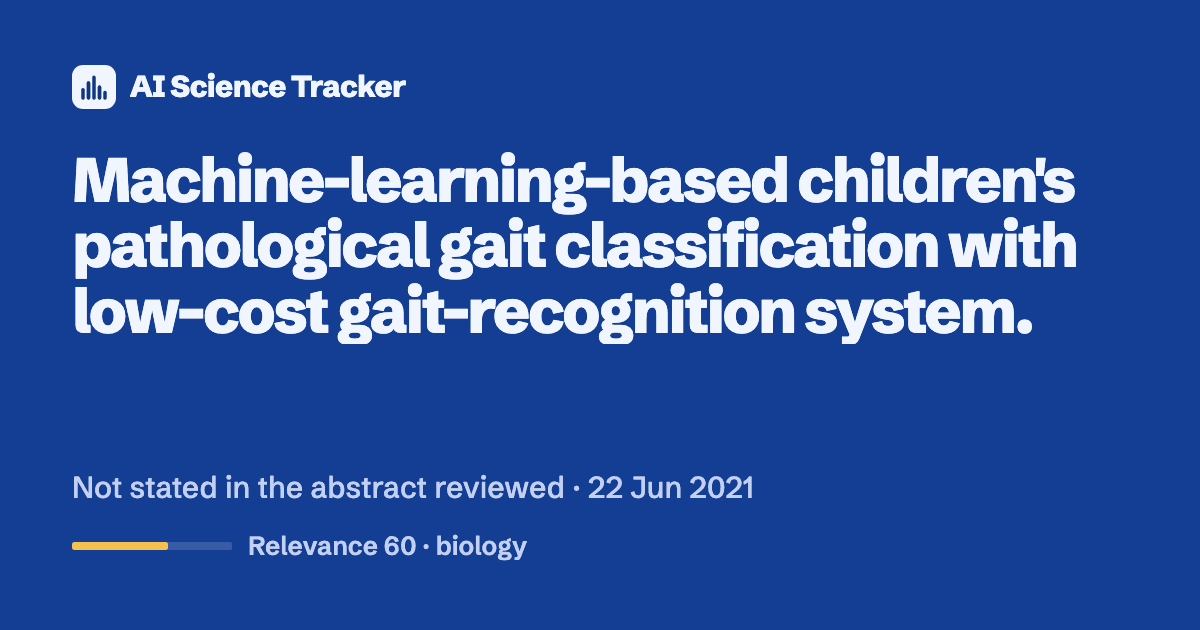 AI Science Tracker
Machine-learning-based children's
pathological gait classification with
low-cost gait-recognition system.
Not stated in the abstract reviewed · 22 Jun 2021
Relevance 60 · biology